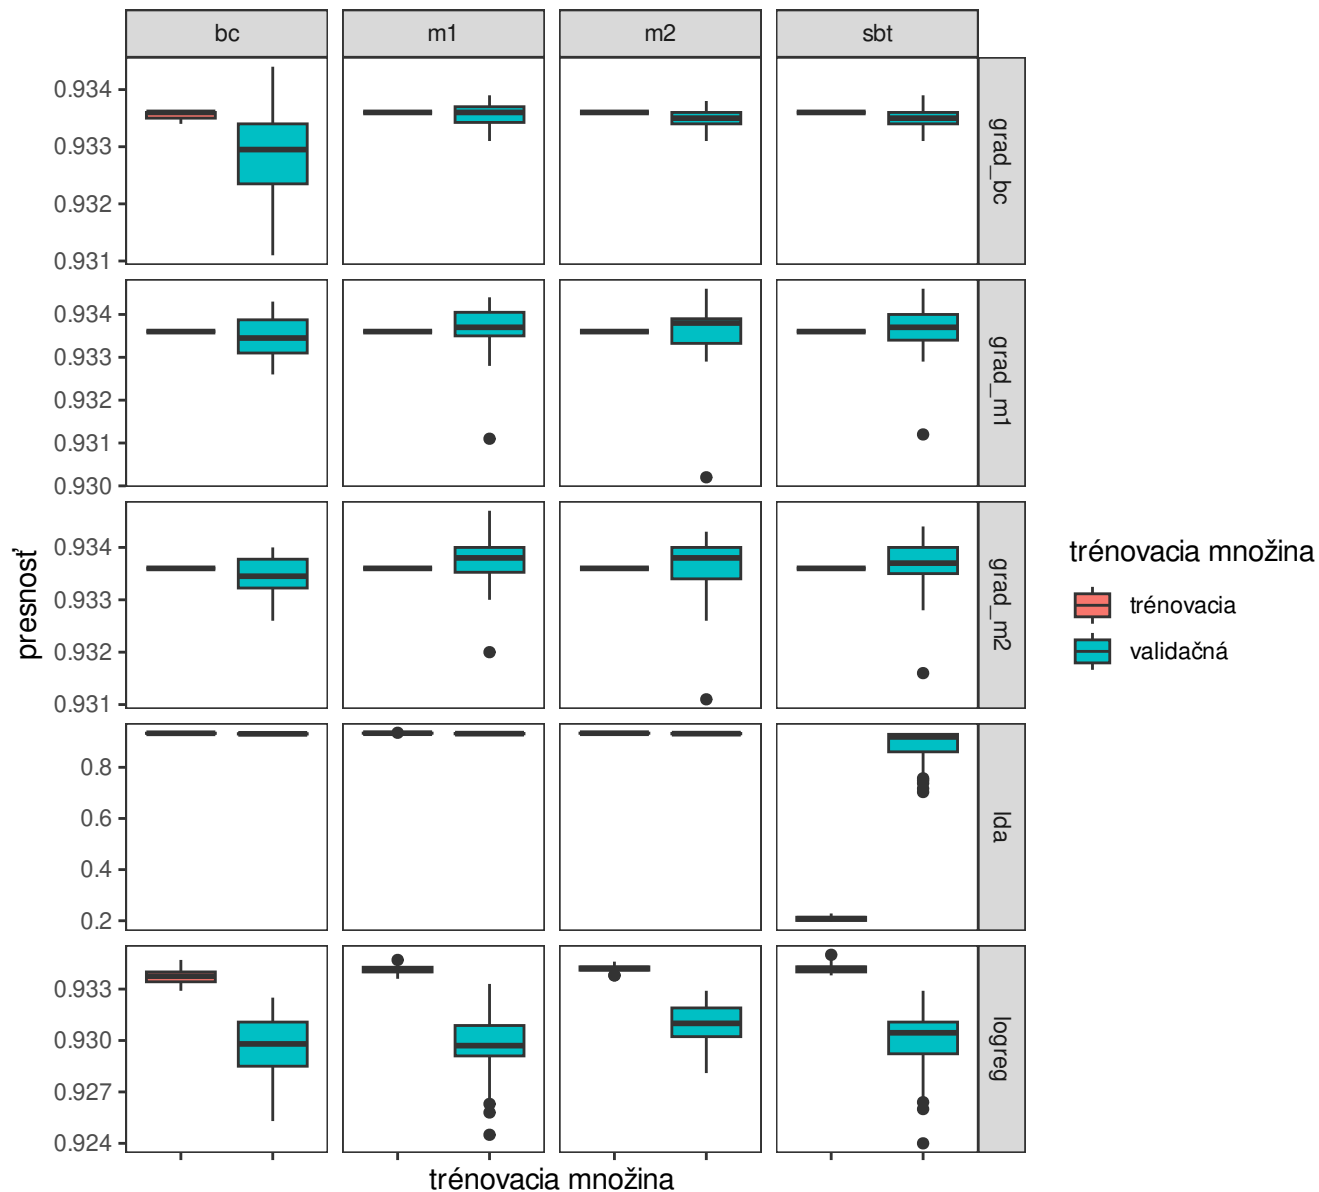 bc m1 m2 sbt
0.934
0.933
0.932
0.931
grad_bc
0.934
0.933
0.932
0.931
0.930
grad_m1
0.934
0.933
0.932
0.931
grad_m2
0.8
0.6
0.4
0.2
lda
0.933
0.930
0.927
0.924
logreg
presnosť
trénovacia množina
trénovacia množina
trénovacia
validačná